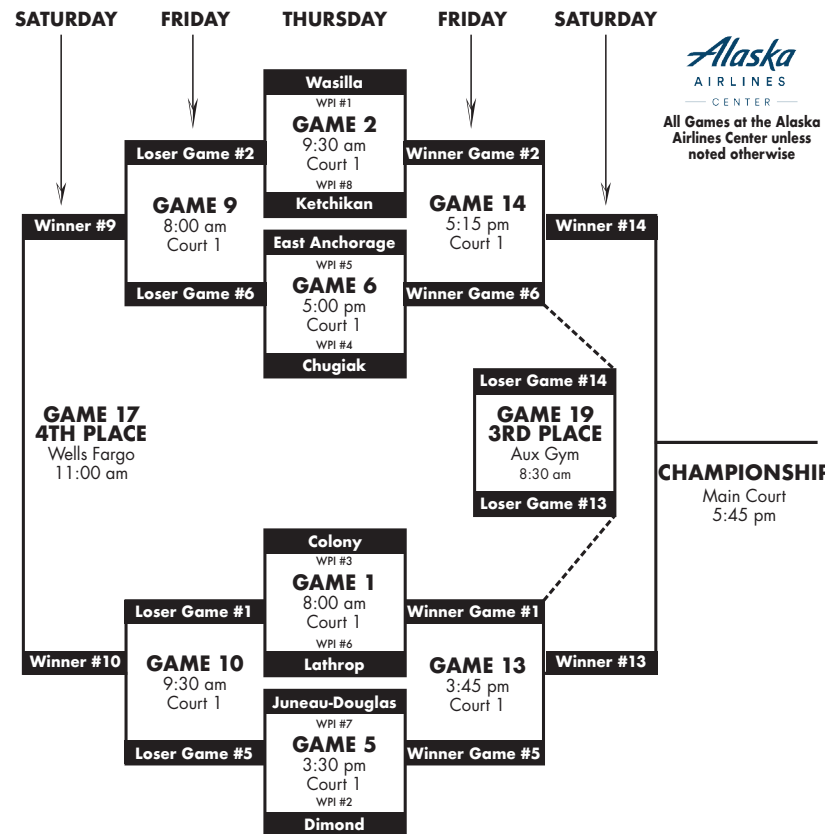 SATURDAY
FRIDAY
THURSDAY
FRIDAY
SATURDAY
Alaska
AIRLINES
CENTER
All Games at the Alaska
Airlines Center unless
noted otherwise
Wasilla
WPI #1
GAME 2
9:30 am
Court 1
WPI #8
Ketchikan
Loser Game #2
GAME 9
8:00 am
Court 1
Loser Game #6
Winner Game #2
GAME 14
5:15 pm
Court 1
Winner Game #6
Winner #9
Winner #14
East Anchorage
WPI #5
GAME 6
5:00 pm
Court 1
WPI #4
Chugiak
Loser Game #14
GAME 19
3RD PLACE
Aux Gym
8:30 am
Loser Game #13
GAME 17
4TH PLACE
Wells Fargo
11:00 am
CHAMPIONSHIP
Main Court
5:45 pm
Colony
WPI #3
GAME 1
8:00 am
Court 1
WPI #6
Lathrop
Loser Game #1
GAME 10
9:30 am
Court 1
Loser Game #5
Winner Game #1
GAME 13
3:45 pm
Court 1
Winner Game #5
Winner #10
Winner #13
Juneau-Douglas
WPI #7
GAME 5
3:30 pm
Court 1
WPI #2
Dimond